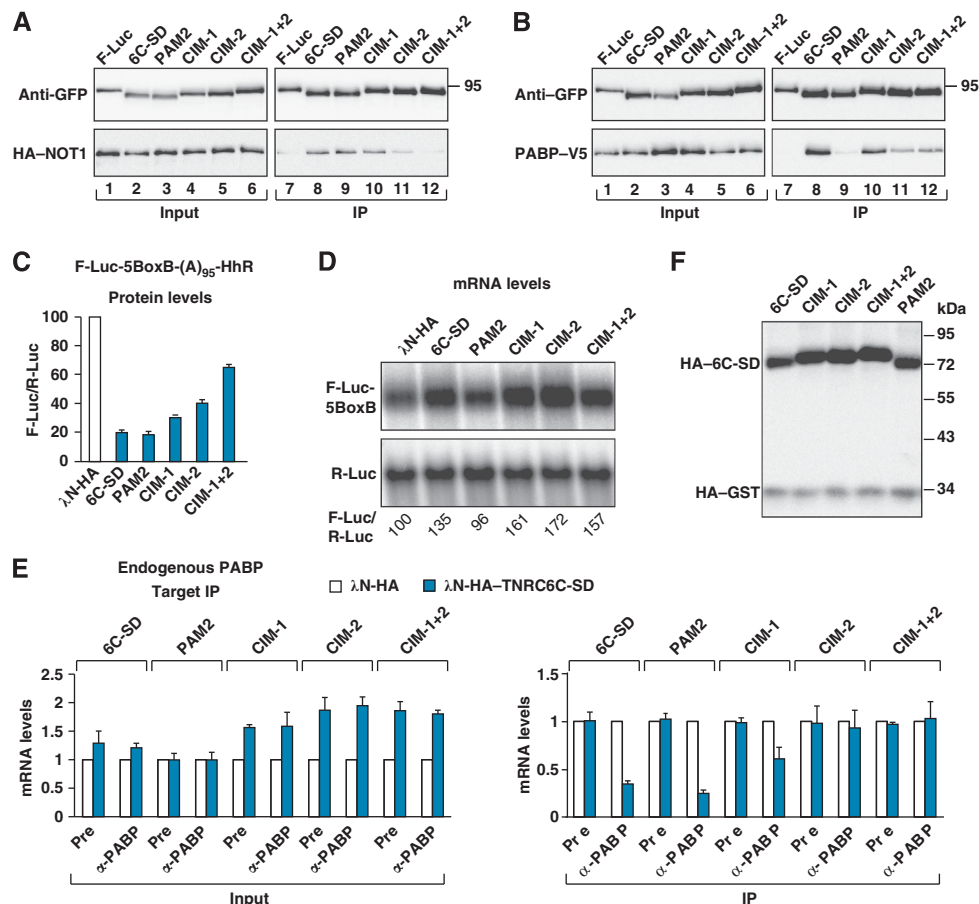 A
F-Luc 6C-SD PAM2 CIM-1 CIM-2 CIM-1+2 F-Luc 6C-SD PAM2 CIM-1 CIM-2 CIM-1+2
Anti-GFP
95
HA–NOT1
1 2 3 4 5 6 7 8 9 10 11 12
Input IP
B
F-Luc 6C-SD PAM2 CIM-1 CIM-2 CIM–1+2 F-Luc 6C-SD PAM2 CIM-1 CIM-2 CIM-1+2
Anti–GFP
95
PABP–V5
1 2 3 4 5 6 7 8 9 10 11 12
Input IP
C
F-Luc-5BoxB-(A)95-HhR
Protein levels
F-Luc/R-Luc
100
80
60
40
20
0
λN-HA 6C-SD PAM2 CIM-1 CIM-2 CIM-1+2
D
mRNA levels
λN-HA 6C-SD PAM2 CIM-1 CIM-2 CIM-1+2
F-Luc-
5BoxB
R-Luc
F-Luc/
R-Luc
100 135 96 161 172 157
F
6C-SD CIM-1 CIM-2 CIM-1+2 PAM2
kDa
95
HA–6C-SD
72
55
43
HA–GST
34
E
Endogenous PABP
Target IP
λN-HA λN-HA–TNRC6C-SD
6C-SD PAM2 CIM-1 CIM-2 CIM-1+2
mRNA levels
2.5
2
1.5
1
0.5
0
Pre α-PABP Pre α-PABP Pre α-PABP Pre α-PABP Pre α-PABP
Input
6C-SD PAM2 CIM-1 CIM-2 CIM-1+2
mRNA levels
1.5
1
0.5
0
Pr e α-PAB P Pr e α-PAB P Pr e α-PAB P Pr e α-PABP Pr e α-PAB P
IP